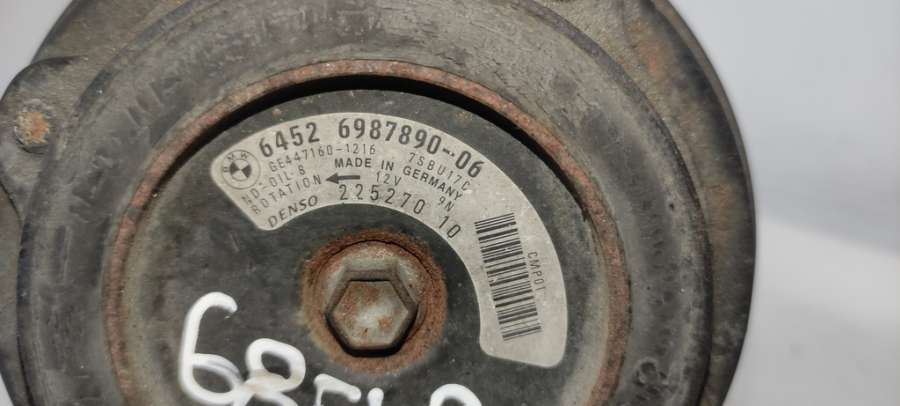 BMW
6452 6987890-06
GE447160-1216 7SBU17C
ND-OIL 8 MADE IN GERMANY
ROTATION 12V 9N
DENSO 225270 10
CMP01